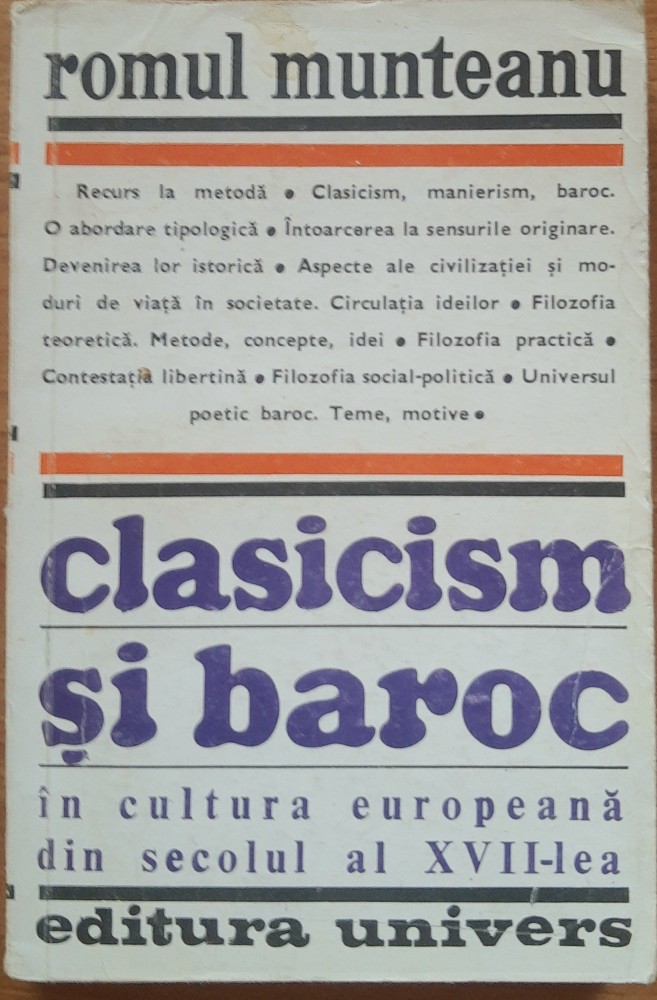 romul munteanu
Recurs la metodă • Clasicism, manierism, baroc.
O abordare tipologică • Întoarcerea la sensurile originare.
Devenirea lor istorică • Aspecte ale civilizației și mo-
duri de viață în societate. Circulația ideilor • Filozofia
teoretică. Metode, concepte, idei • Filozofia practică •
Contestația libertină • Filozofia social-politică • Universul
poetic baroc. Teme, motive •
clasicism
și baroc
în cultura europeană
din secolul al XVII-lea
editura univers